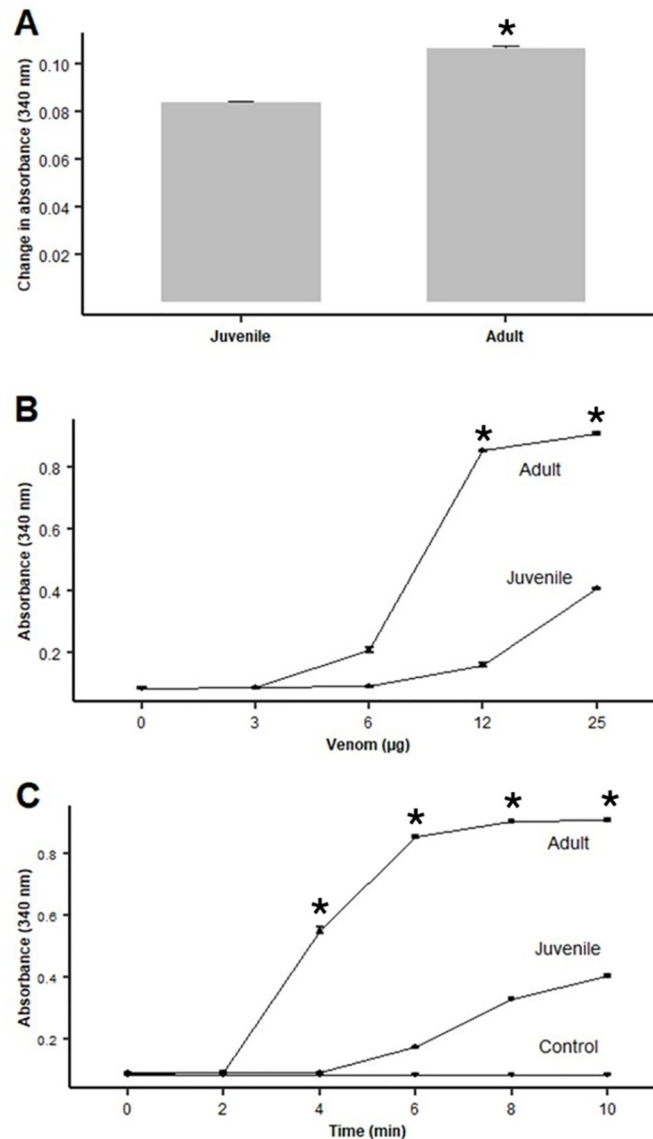 A
*
Change in absorbance (340 nm)
0.10
0.08
0.06
0.04
0.02
Juvenile Adult
B
* *
Absorbance (340 nm)
0.8
0.6
0.4
0.2
Adult
Juvenile
0 3 6 12 25
Venom (µg)
C
* * * *
Absorbance (340 nm)
0.8
0.6
0.4
0.2
Adult
Juvenile
Control
0 2 4 6 8 10
Time (min)